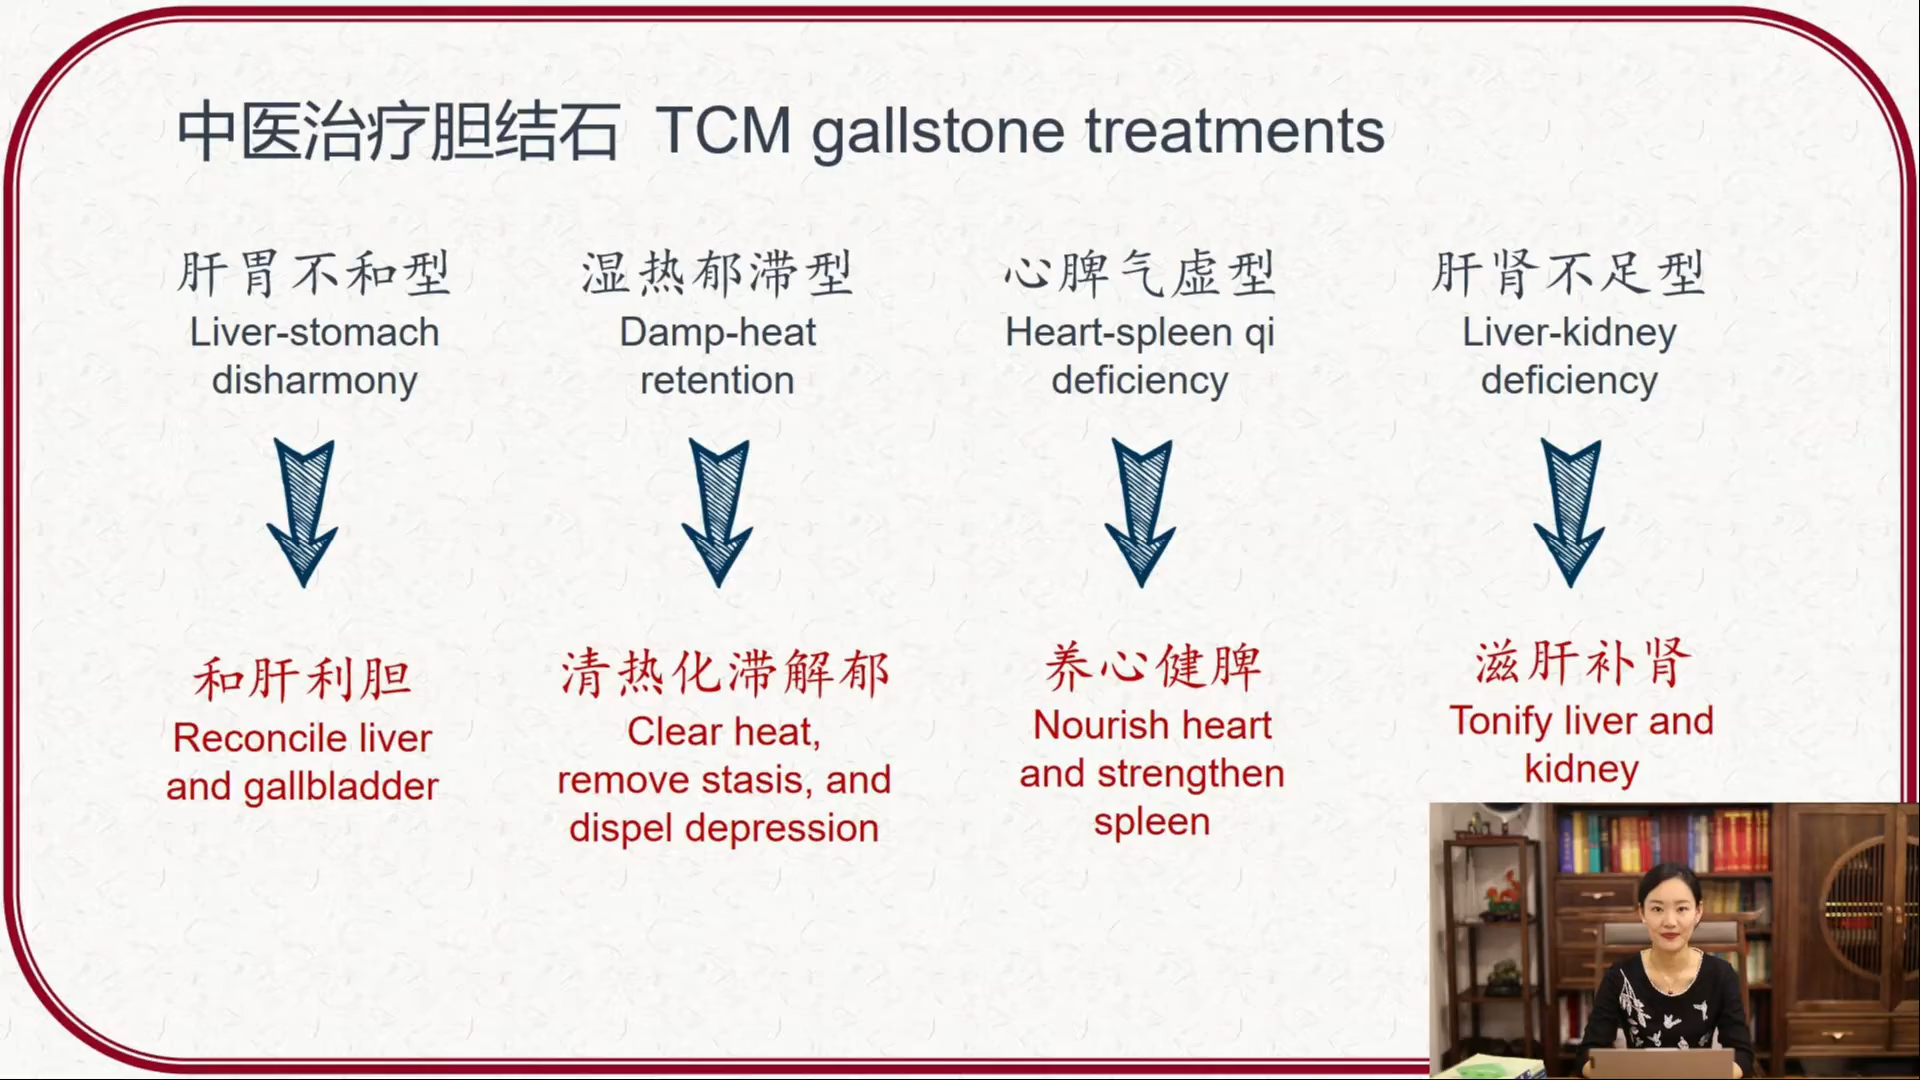 中医治疗胆结石 TCM gallstone treatments
肝胃不和型
Liver-stomach
disharmony
湿热郁滞型
Damp-heat
retention
心脾气虚型
Heart-spleen qi
deficiency
肝肾不足型
Liver-kidney
deficiency
和肝利胆
Reconcile liver
and gallbladder
清热化滞解郁
Clear heat,
remove stasis, and
dispel depression
养心健脾
Nourish heart
and strengthen
spleen
滋肝补肾
Tonify liver and
kidney